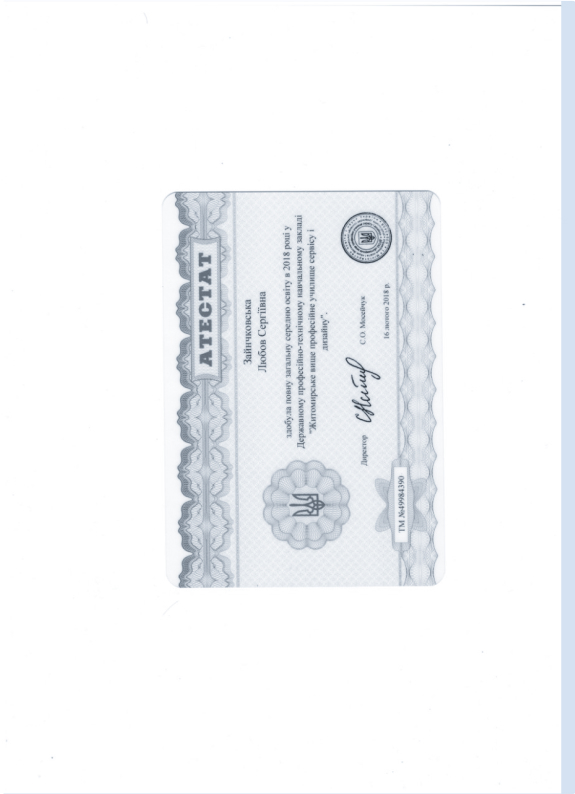 АТЕСТАТ
Зайнчковська
Любов Сергіївна
здобула повну загальну середню освіту в 2018 році у
Державному професійно-технічному навчальному закладі
"Житомирське вище професійне училище сервісу і
дизайну".
Директор С.О. Мосейчук
16 лютого 2018 р.
ТМ №49984390